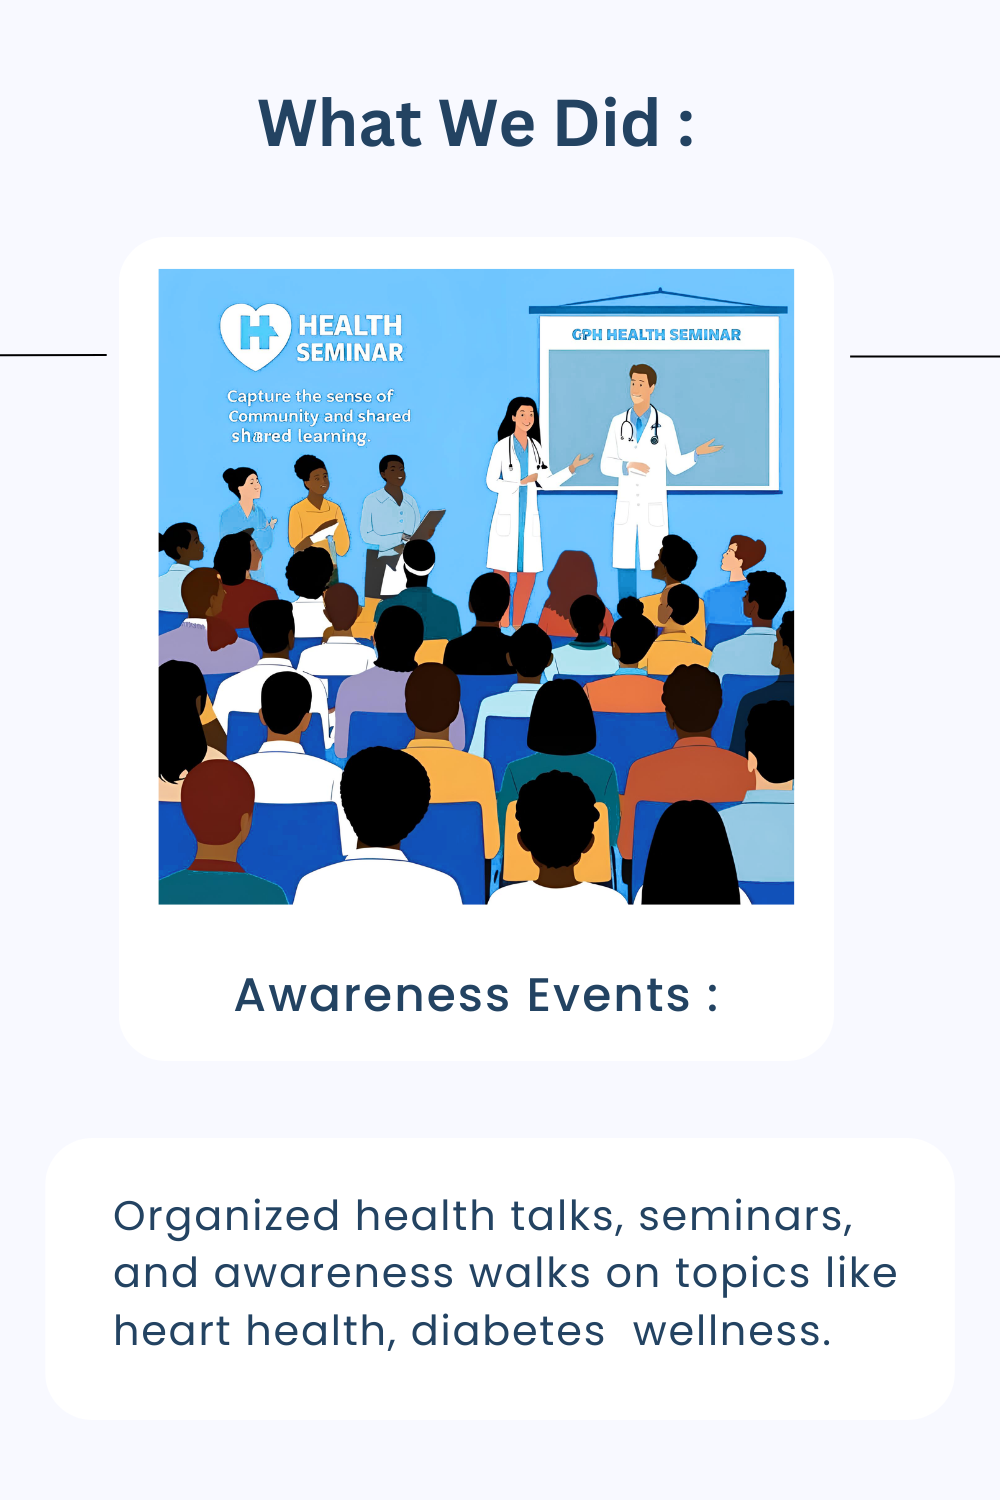 What We Did :
HEALTH
SEMINAR
Capture the sense of
Community and shared
shared learning.
GPH HEALTH SEMINAR
Awareness Events :
Organized health talks, seminars,
and awareness walks on topics like
heart health, diabetes  wellness.